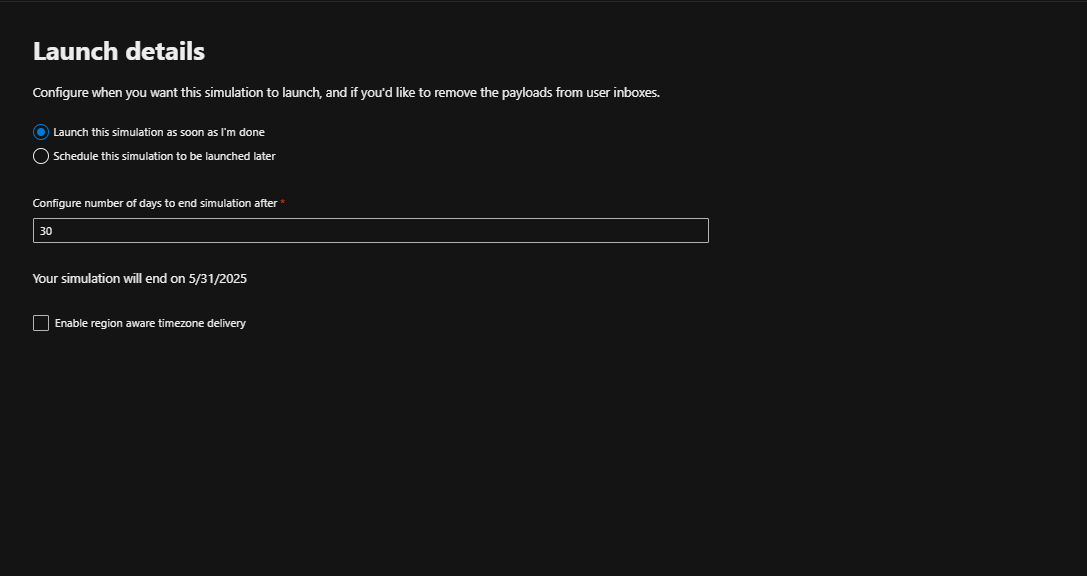 Launch details
Configure when you want this simulation to launch, and if you'd like to remove the payloads from user inboxes.
Launch this simulation as soon as I'm done
Schedule this simulation to be launched later
Configure number of days to end simulation after *
30
Your simulation will end on 5/31/2025
Enable region aware timezone delivery